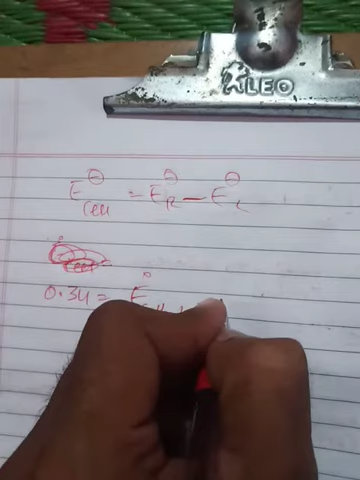 LEO
E⊖cell = E⊖R - E⊖L
0.34 = E°